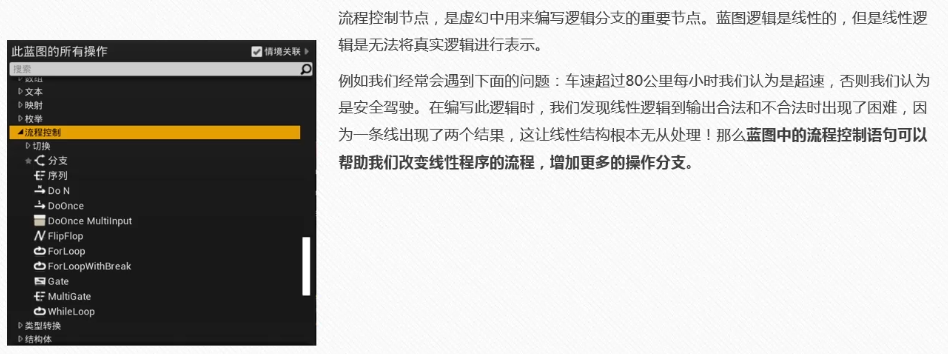 此蓝图的所有操作
情境关联
搜索
数组
文本
映射
枚举
流程控制
切换
分支
序列
Do N
DoOnce
DoOnce MultiInput
FlipFlop
ForLoop
ForLoopWithBreak
Gate
MultiGate
WhileLoop
类型转换
结构体
流程控制节点，是虚幻中用来编写逻辑分支的重要节点。蓝图逻辑是线性的，但是线性逻
辑是无法将真实逻辑进行表示。
例如我们经常会遇到下面的问题：车速超过80公里每小时我们认为是超速，否则我们认为
是安全驾驶。在编写此逻辑时，我们发现线性逻辑到输出合法和不合法时出现了困难，因
为一条线出现了两个结果，这让线性结构根本无从处理！那么蓝图中的流程控制语句可以
帮助我们改变线性程序的流程，增加更多的操作分支。